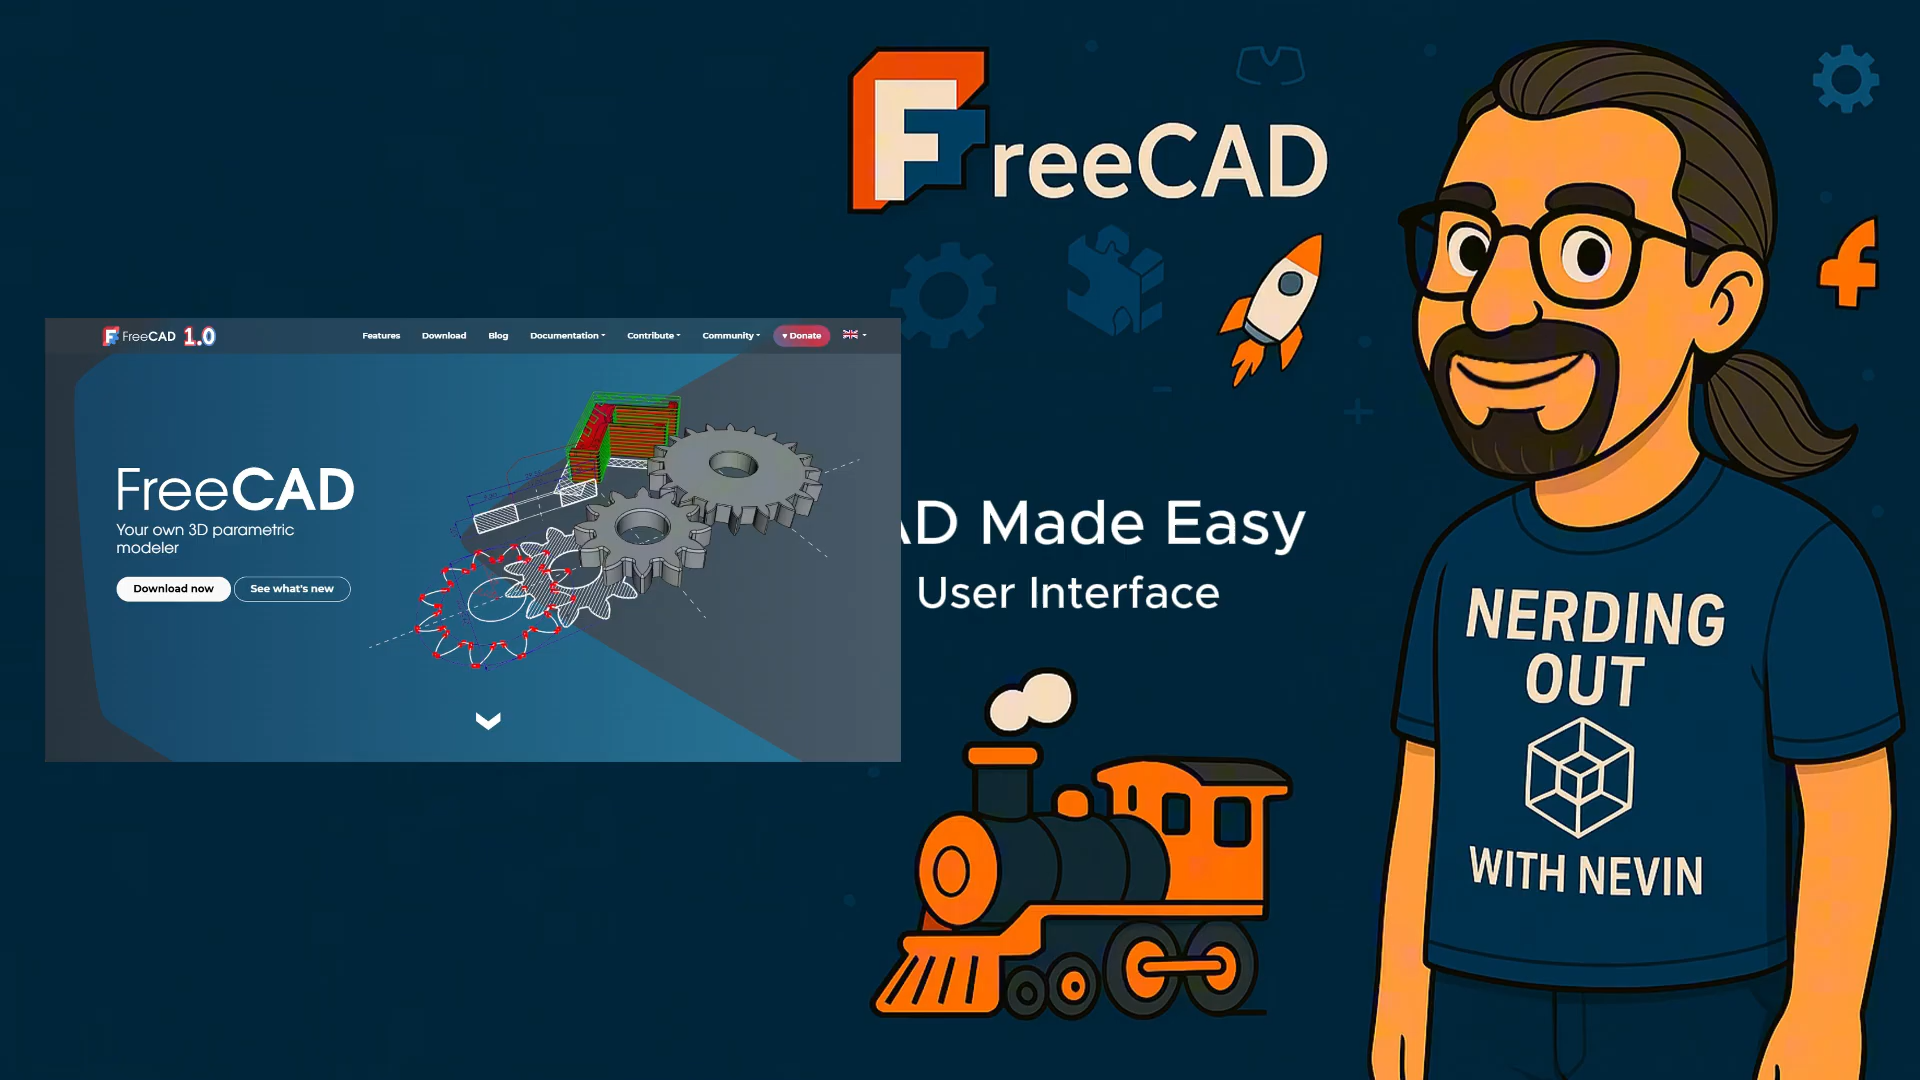 FreeCAD
FreeCAD 1.0
Features Download Blog Documentation Contribute Community ♥ Donate
FreeCAD
Your own 3D parametric
modeler
Download now See what's new
AD Made Easy
User Interface
NERDING
OUT
WITH NEVIN